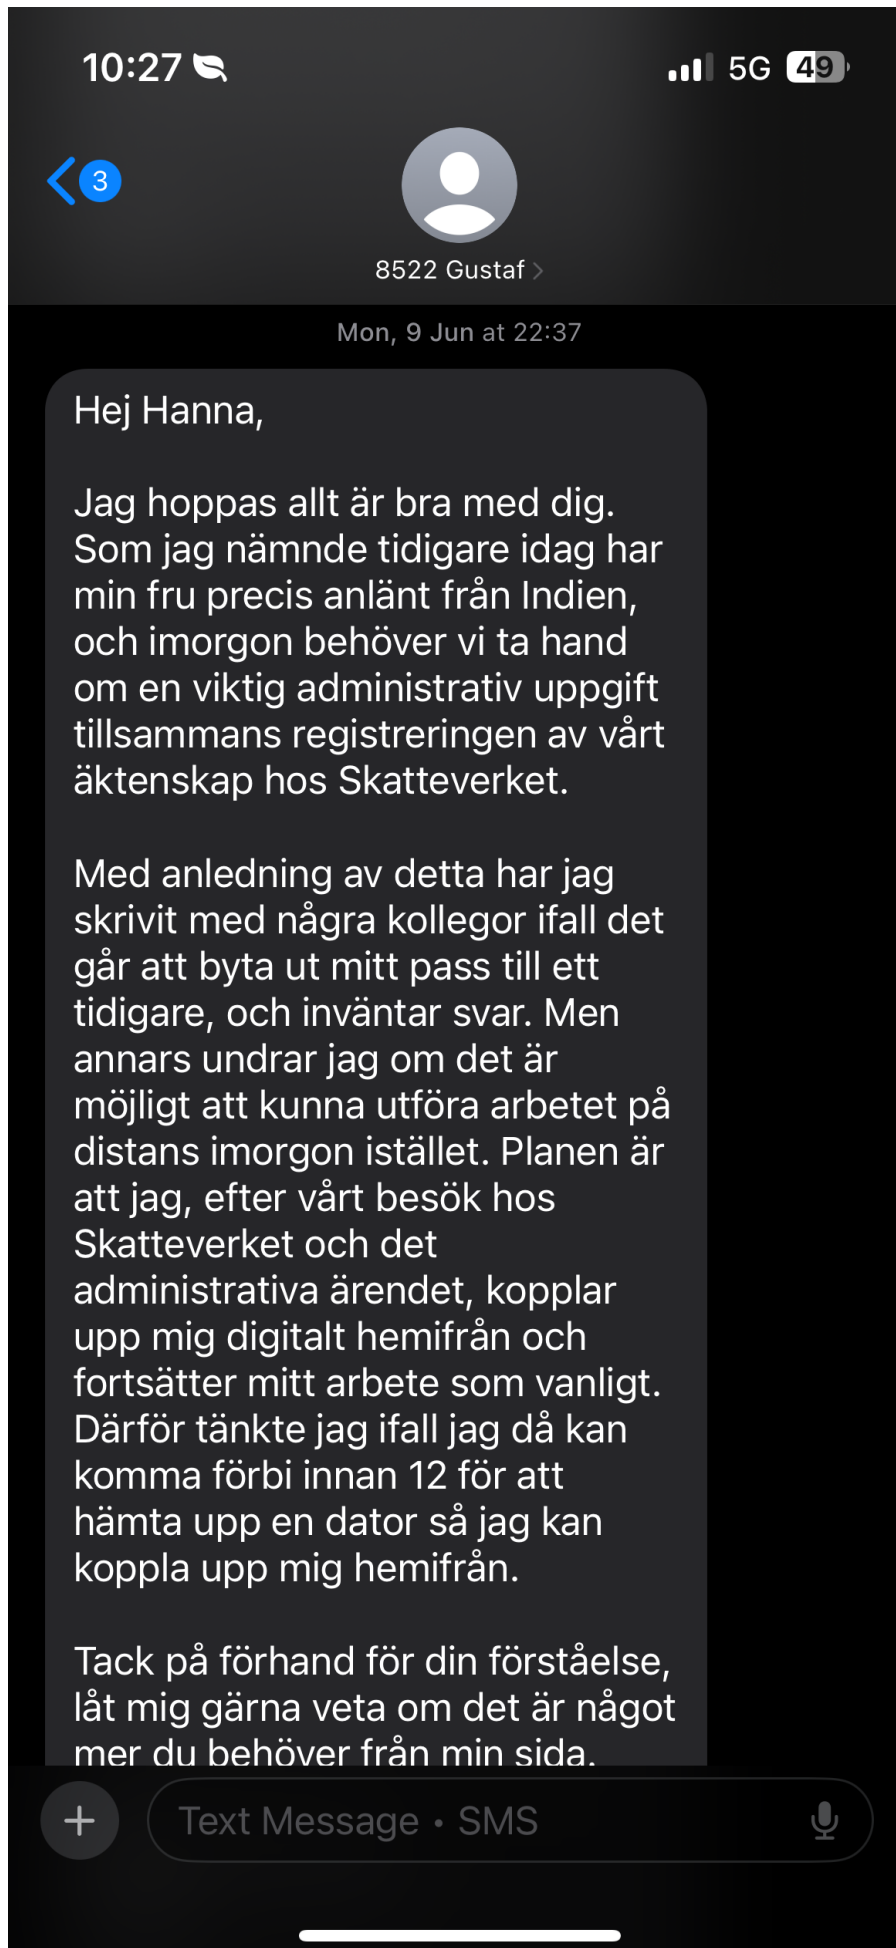 10:27
5G 49
3
8522 Gustaf
Mon, 9 Jun at 22:37
Hej Hanna,
Jag hoppas allt är bra med dig.
Som jag nämnde tidigare idag har
min fru precis anlänt från Indien,
och imorgon behöver vi ta hand
om en viktig administrativ uppgift
tillsammans registreringen av vårt
äktenskap hos Skatteverket.
Med anledning av detta har jag
skrivit med några kollegor ifall det
går att byta ut mitt pass till ett
tidigare, och inväntar svar. Men
annars undrar jag om det är
möjligt att kunna utföra arbetet på
distans imorgon istället. Planen är
att jag, efter vårt besök hos
Skatteverket och det
administrativa ärendet, kopplar
upp mig digitalt hemifrån och
fortsätter mitt arbete som vanligt.
Därför tänkte jag ifall jag då kan
komma förbi innan 12 för att
hämta upp en dator så jag kan
koppla upp mig hemifrån.
Tack på förhand för din förståelse,
låt mig gärna veta om det är något
mer du behöver från min sida.
Text Message • SMS